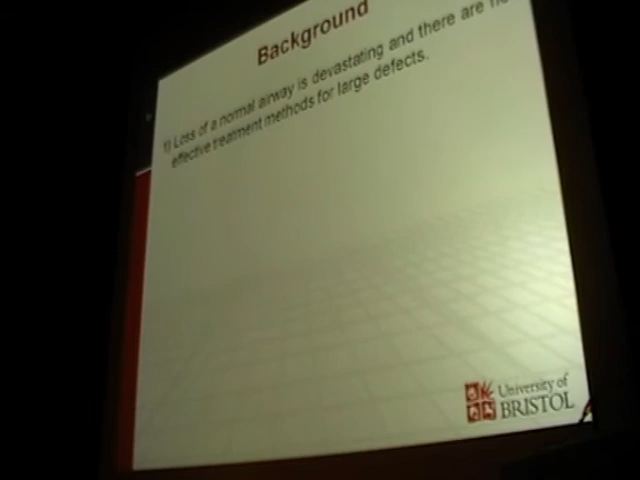 Background
1) Loss of a normal airway is devastating and there are no
effective treatment methods for large defects.
University of
BRISTOL